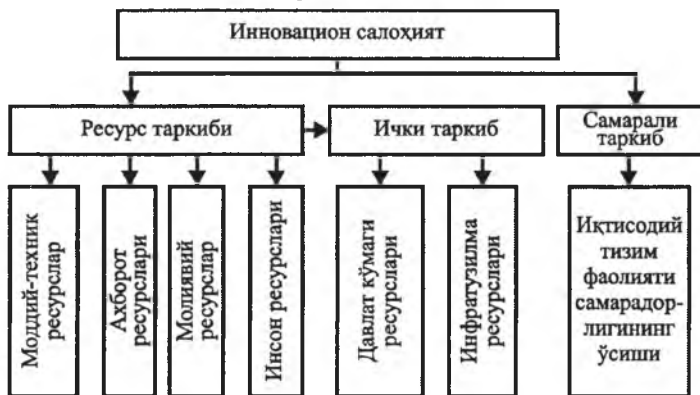 Инновацион салоҳият
Ресурс таркиби
Ички таркиб
Самарали
таркиб
Моддий-техник
ресурслар
Ахборот
ресурслари
Молиявий
ресурслар
Инсон ресурслари
Давлат кўмаги
ресурслари
Инфратузилма
ресурслари
Иқтисодий
тизим
фаолияти
самарадор-
лигининг
ўсиши